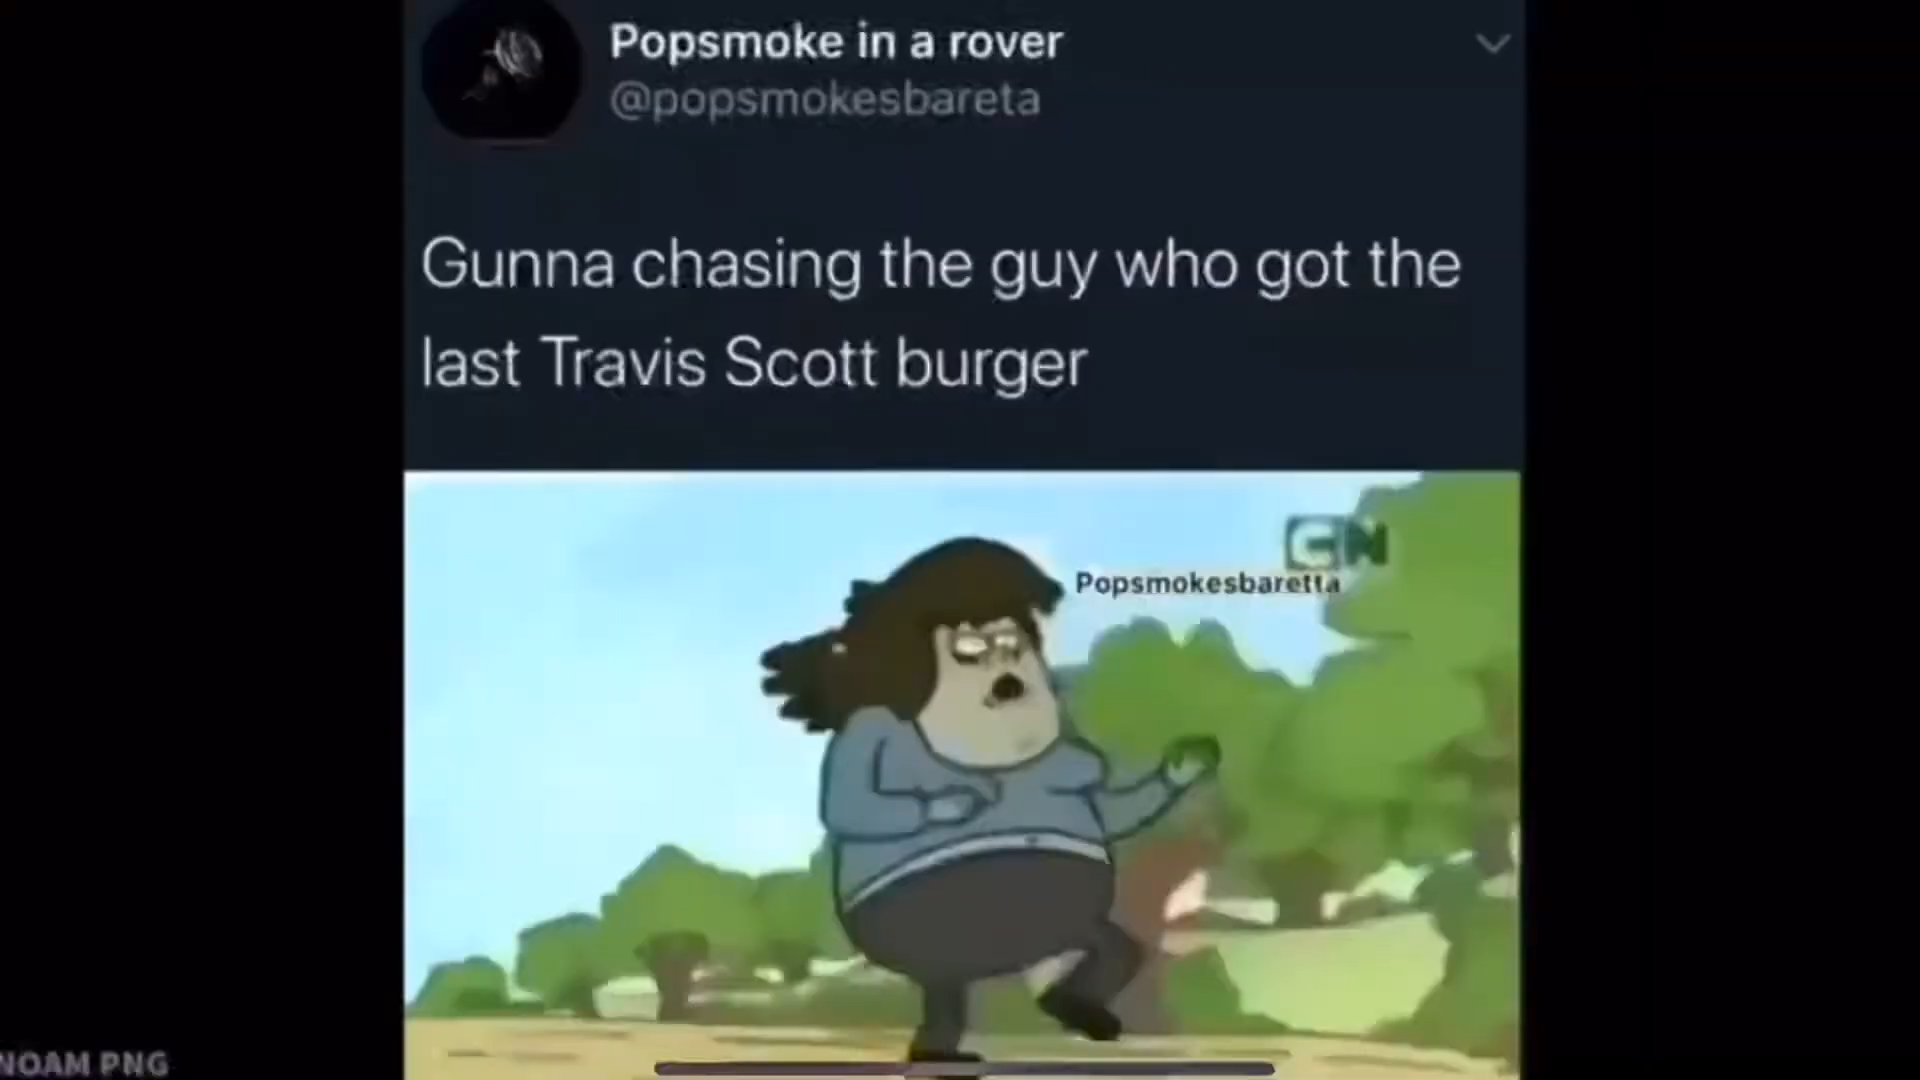 Popsmoke in a rover
@popsmokesbareta
Gunna chasing the guy who got the
last Travis Scott burger
CN
Popsmokesbaretta
NOAM PNG